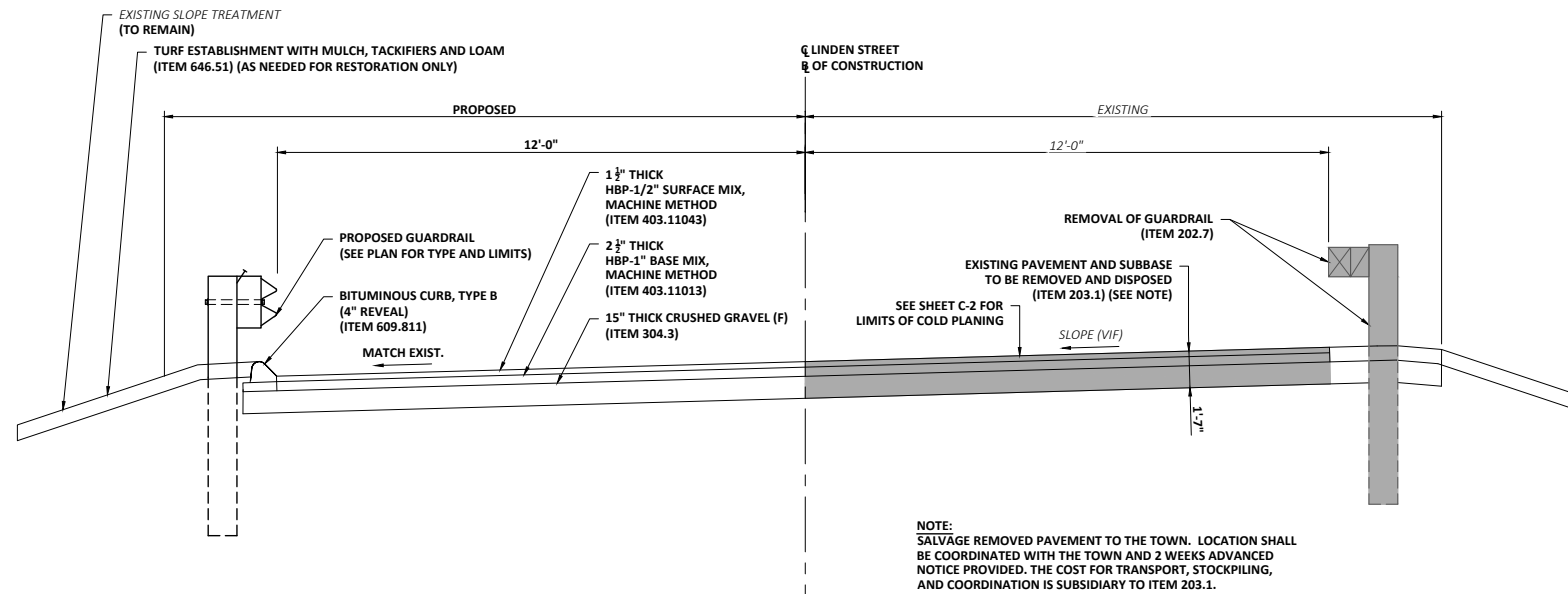 EXISTING SLOPE TREATMENT
(TO REMAIN)
TURF ESTABLISHMENT WITH MULCH, TACKIFIERS AND LOAM
(ITEM 646.51) (AS NEEDED FOR RESTORATION ONLY)
℄ LINDEN STREET
B OF CONSTRUCTION
PROPOSED
EXISTING
12'-0"
12'-0"
1 ½" THICK
HBP-1/2" SURFACE MIX,
MACHINE METHOD
(ITEM 403.11043)
2 ½" THICK
HBP-1" BASE MIX,
MACHINE METHOD
(ITEM 403.11013)
15" THICK CRUSHED GRAVEL (F)
(ITEM 304.3)
PROPOSED GUARDRAIL
(SEE PLAN FOR TYPE AND LIMITS)
BITUMINOUS CURB, TYPE B
(4" REVEAL)
(ITEM 609.811)
MATCH EXIST.
REMOVAL OF GUARDRAIL
(ITEM 202.7)
EXISTING PAVEMENT AND SUBBASE
TO BE REMOVED AND DISPOSED
(ITEM 203.1) (SEE NOTE)
SEE SHEET C-2 FOR
LIMITS OF COLD PLANING
SLOPE (VIF)
1'-7"
NOTE:
SALVAGE REMOVED PAVEMENT TO THE TOWN. LOCATION SHALL
BE COORDINATED WITH THE TOWN AND 2 WEEKS ADVANCED
NOTICE PROVIDED. THE COST FOR TRANSPORT, STOCKPILING,
AND COORDINATION IS SUBSIDIARY TO ITEM 203.1.